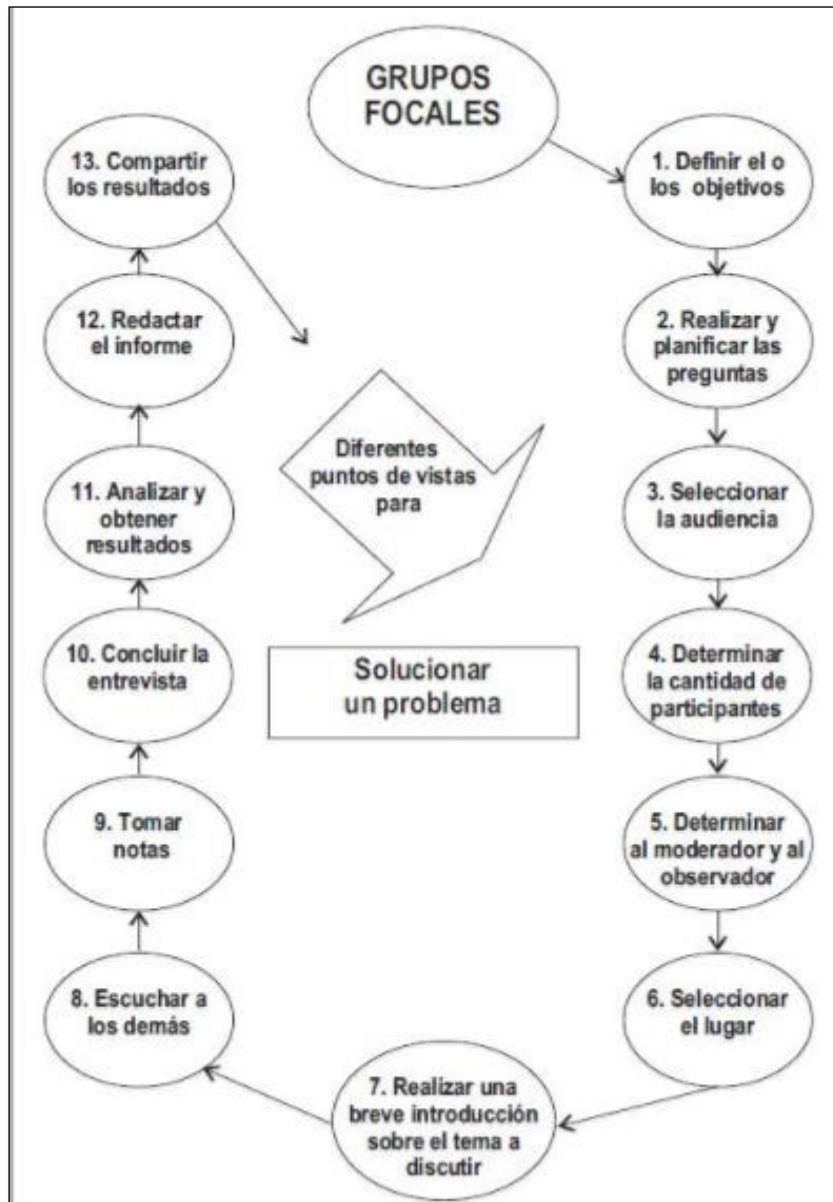 GRUPOS
FOCALES
1. Definir el o
los objetivos
2. Realizar y
planificar las
preguntas
3. Seleccionar
la audiencia
4. Determinar
la cantidad de
participantes
5. Determinar
al moderador y al
observador
6. Seleccionar
el lugar
7. Realizar una
breve introducción
sobre el tema a
discutir
8. Escuchar a
los demás
9. Tomar
notas
10. Concluir la
entrevista
11. Analizar y
obtener
resultados
12. Redactar
el informe
13. Compartir
los resultados
Diferentes
puntos de vistas
para
Solucionar
un problema